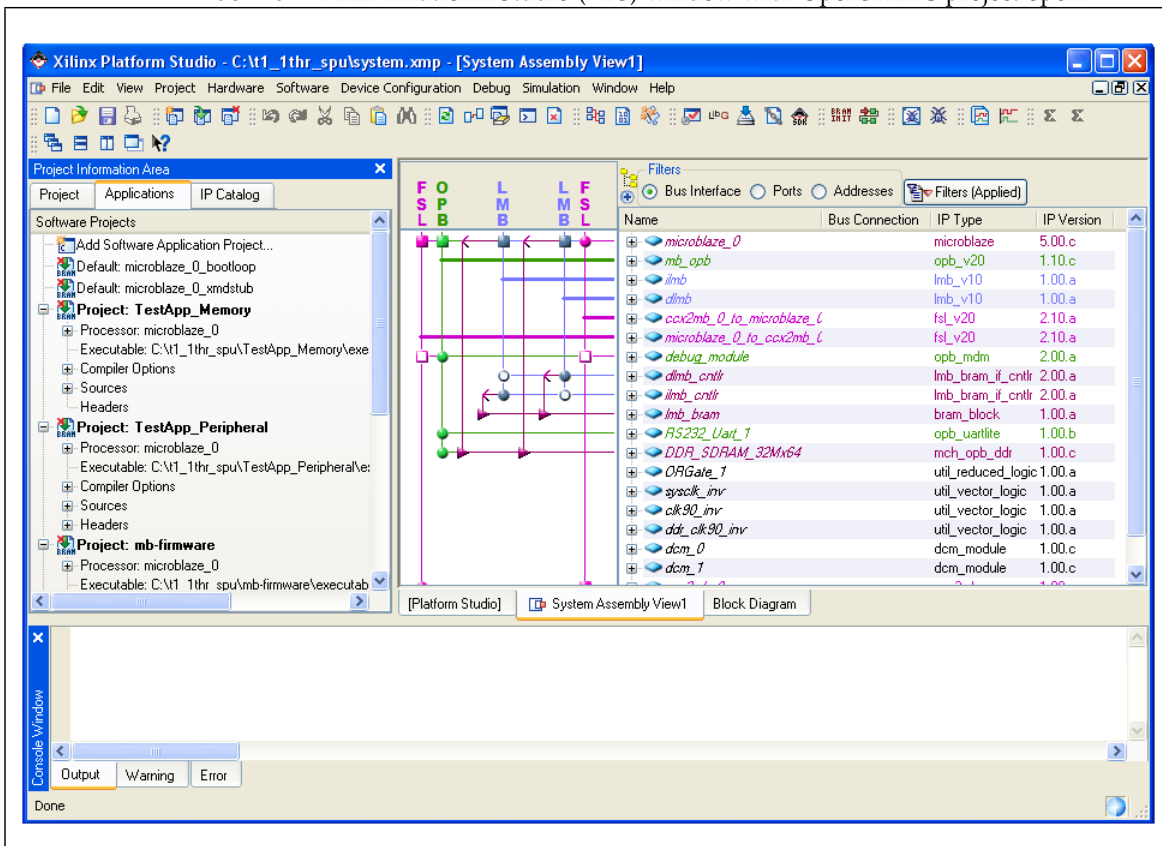 Xilinx Platform Studio - C:\t1_1thr_spu\system.xmp - [System Assembly View1]
File Edit View Project Hardware Software Device Configuration Debug Simulation Window Help
Project Information Area
Project Applications IP Catalog
Software Projects
Add Software Application Project...
Default: microblaze_0_bootloop
Default: microblaze_0_xmdstub
Project: TestApp_Memory
Processor: microblaze_0
Executable: C:\t1_1thr_spu\TestApp_Memory\exe
Compiler Options
Sources
Headers
Project: TestApp_Peripheral
Processor: microblaze_0
Executable: C:\t1_1thr_spu\TestApp_Peripheral\e
Compiler Options
Sources
Headers
Project: mb-firmware
Processor: microblaze_0
Executable: C:\t1_1thr_spu\mb-firmware\executab
FSL OPB LMB LMB FSL
Filters
Bus Interface Ports Addresses Filters (Applied)
Name Bus Connection IP Type IP Version
microblaze_0 microblaze 5.00.c
mb_opb opb_v20 1.10.c
ilmb lmb_v10 1.00.a
dlmb lmb_v10 1.00.a
ccx2mb_0_to_microblaze_0 fsl_v20 2.10.a
microblaze_0_to_ccx2mb_0 fsl_v20 2.10.a
debug_module opb_mdm 2.00.a
dlmb_cntlr lmb_bram_if_cntlr 2.00.a
ilmb_cntlr lmb_bram_if_cntlr 2.00.a
lmb_bram bram_block 1.00.a
RS232_Uart_1 opb_uartlite 1.00.b
DDR_SDRAM_32Mx64 mch_opb_ddr 1.00.c
ORGate_1 util_reduced_logic 1.00.a
sysclk_inv util_vector_logic 1.00.a
clk90_inv util_vector_logic 1.00.a
ddr_clk90_inv util_vector_logic 1.00.a
dcm_0 dcm_module 1.00.c
dcm_1 dcm_module 1.00.c
[Platform Studio] System Assembly View1 Block Diagram
Console Window
Output Warning Error
Done